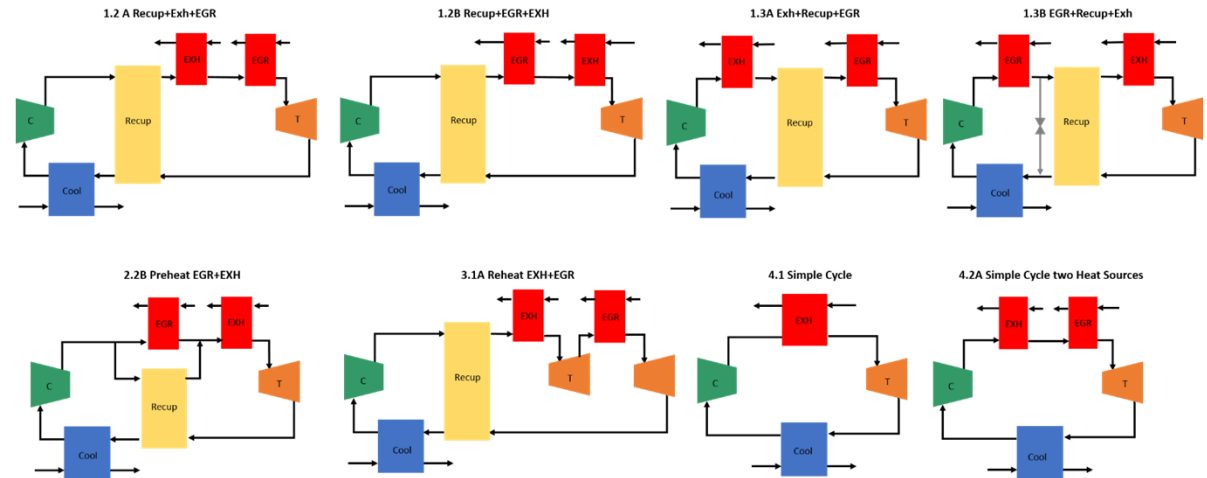 1.2 A Recup+Exh+EGR
EXH
EGR
Recup
C
T
Cool
1.2B Recup+EGR+EXH
EGR
EXH
Recup
C
T
Cool
1.3A Exh+Recup+EGR
EXH
EGR
Recup
C
T
Cool
1.3B EGR+Recup+Exh
EGR
EXH
Recup
C
T
Cool
2.2B Preheat EGR+EXH
EGR
EXH
C
T
Recup
Cool
3.1A Reheat EXH+EGR
EXH
EGR
Recup
T
C
Cool
4.1 Simple Cycle
EXH
C
T
Cool
4.2A Simple Cycle two Heat Sources
EXH
EGR
C
T
Cool